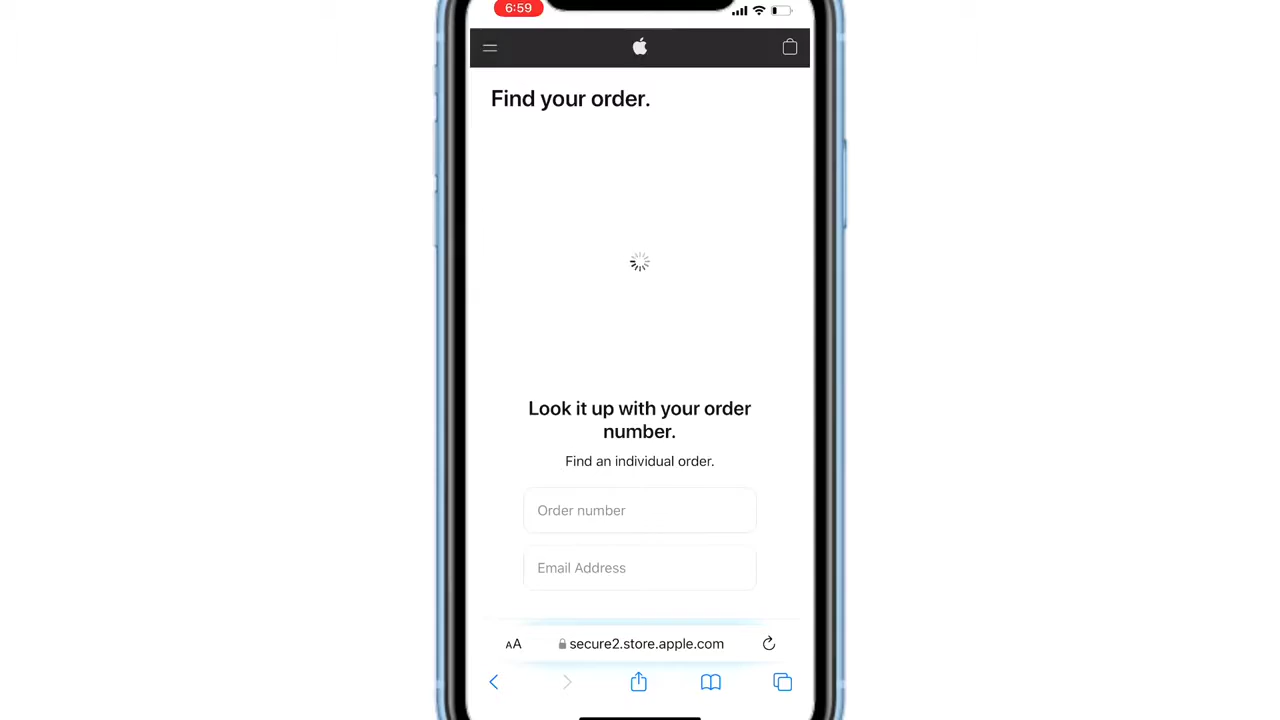 6:59
Find your order.
Look it up with your order
number.
Find an individual order.
Order number
Email Address
AA secure2.store.apple.com